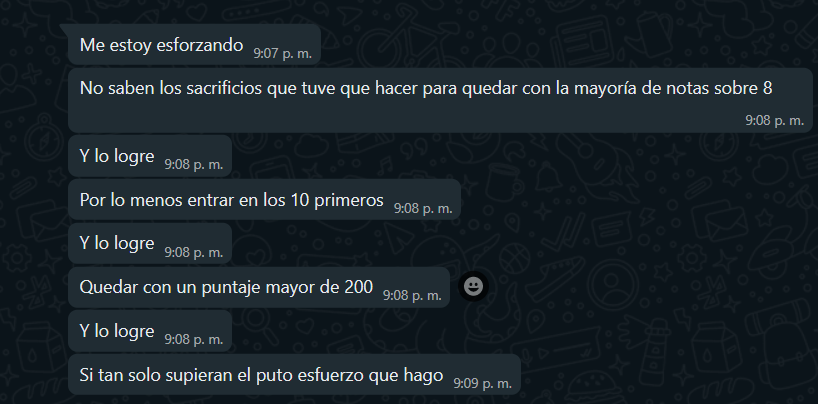 Me estoy esforzando 9:07 p. m.
No saben los sacrificios que tuve que hacer para quedar con la mayoría de notas sobre 8
9:08 p. m.
Y lo logre 9:08 p. m.
Por lo menos entrar en los 10 primeros 9:08 p. m.
Y lo logre 9:08 p. m.
Quedar con un puntaje mayor de 200 9:08 p. m.
Y lo logre 9:08 p. m.
Si tan solo supieran el puto esfuerzo que hago 9:09 p. m.